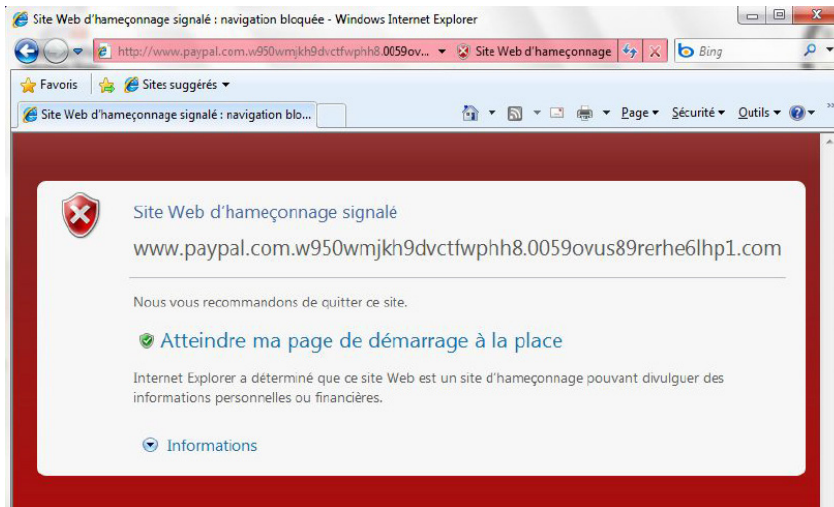 Site Web d'hameçonnage signalé : navigation bloquée - Windows Internet Explorer
http://www.paypal.com.w950wmjkh9dvctfwphh8.0059ov... Site Web d'hameçonnage Bing
Favoris Sites suggérés
Site Web d'hameçonnage signalé : navigation blo... Page Sécurité Outils
Site Web d'hameçonnage signalé
www.paypal.com.w950wmjkh9dvctfwphh8.0059ovus89rerhe6lhp1.com
Nous vous recommandons de quitter ce site.
Atteindre ma page de démarrage à la place
Internet Explorer a déterminé que ce site Web est un site d'hameçonnage pouvant divulguer des
informations personnelles ou financières.
Informations